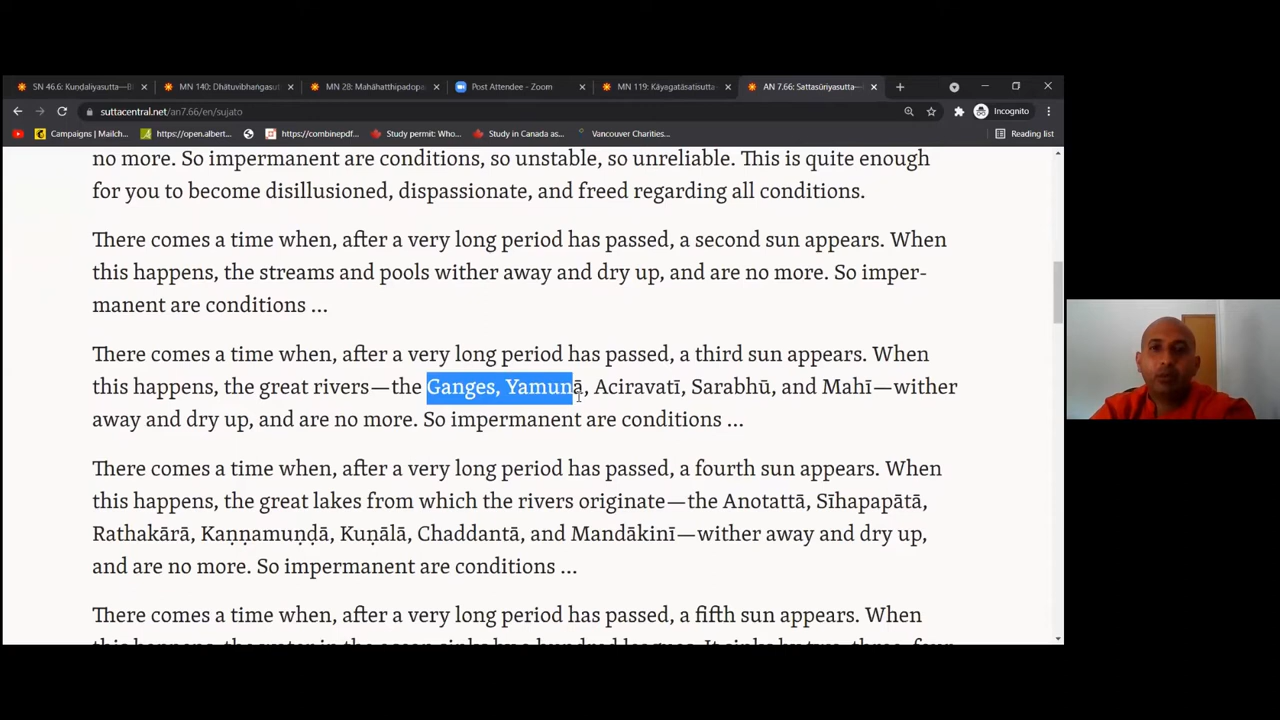 SN 46.6: Kuṇḍaliyasutta—B
MN 140: Dhātuvibhaṅgasut
MN 28: Mahāhatthipadopa
Post Attendee - Zoom
MN 119: Kāyagatāsatisutta
AN 7.66: Sattasūriyasutta—
suttacentral.net/an7.66/en/sujato
Incognito
Campaigns | Mailch...
https://open.albert...
https://combinepdf...
Study permit: Who...
Study in Canada as...
Vancouver Charities...
Reading list
no more. So impermanent are conditions, so unstable, so unreliable. This is quite enough
for you to become disillusioned, dispassionate, and freed regarding all conditions.
There comes a time when, after a very long period has passed, a second sun appears. When
this happens, the streams and pools wither away and dry up, and are no more. So imper-
manent are conditions …
There comes a time when, after a very long period has passed, a third sun appears. When
this happens, the great rivers—the Ganges, Yamunā, Aciravatī, Sarabhū, and Mahī—wither
away and dry up, and are no more. So impermanent are conditions …
There comes a time when, after a very long period has passed, a fourth sun appears. When
this happens, the great lakes from which the rivers originate—the Anotattā, Sīhapapātā,
Rathakārā, Kaṇṇamuṇḍā, Kuṇālā, Chaddantā, and Mandākinī—wither away and dry up,
and are no more. So impermanent are conditions …
There comes a time when, after a very long period has passed, a fifth sun appears. When